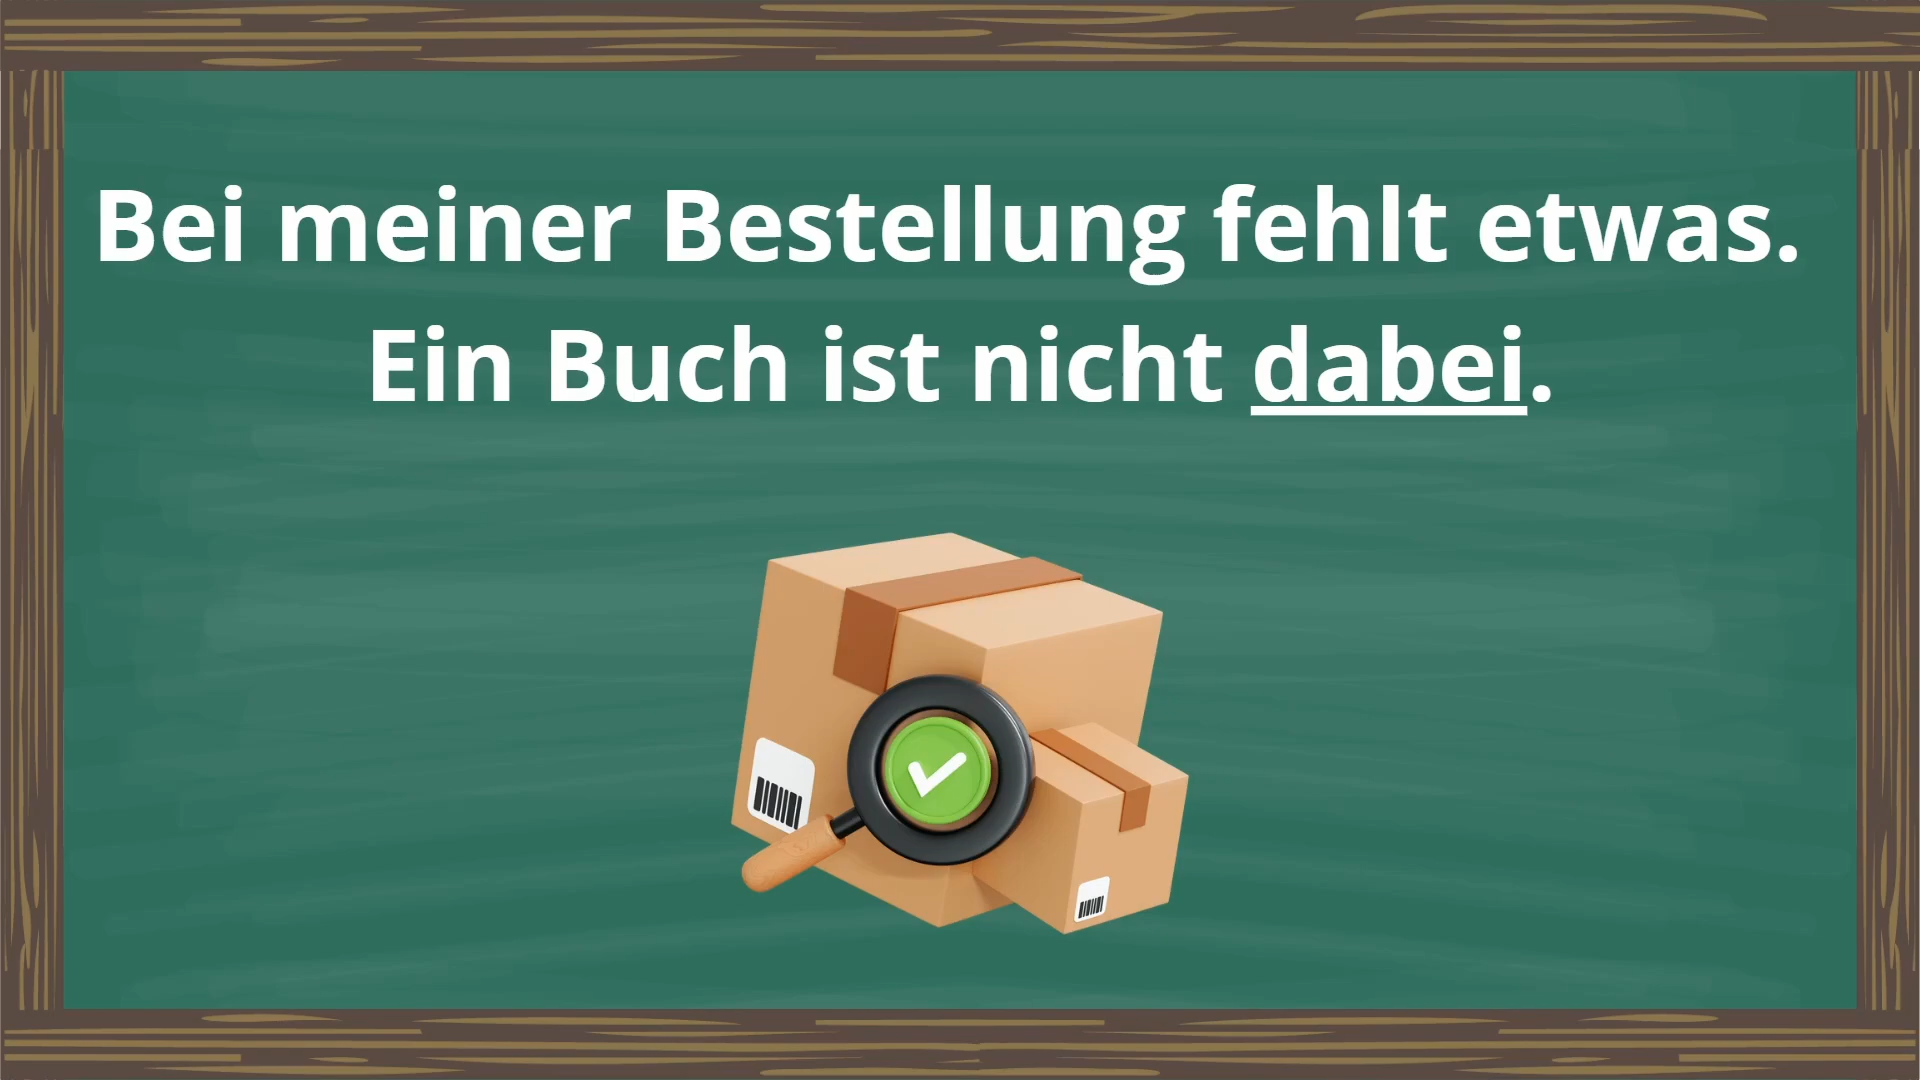 Bei meiner Bestellung fehlt etwas.
Ein Buch ist nicht dabei.